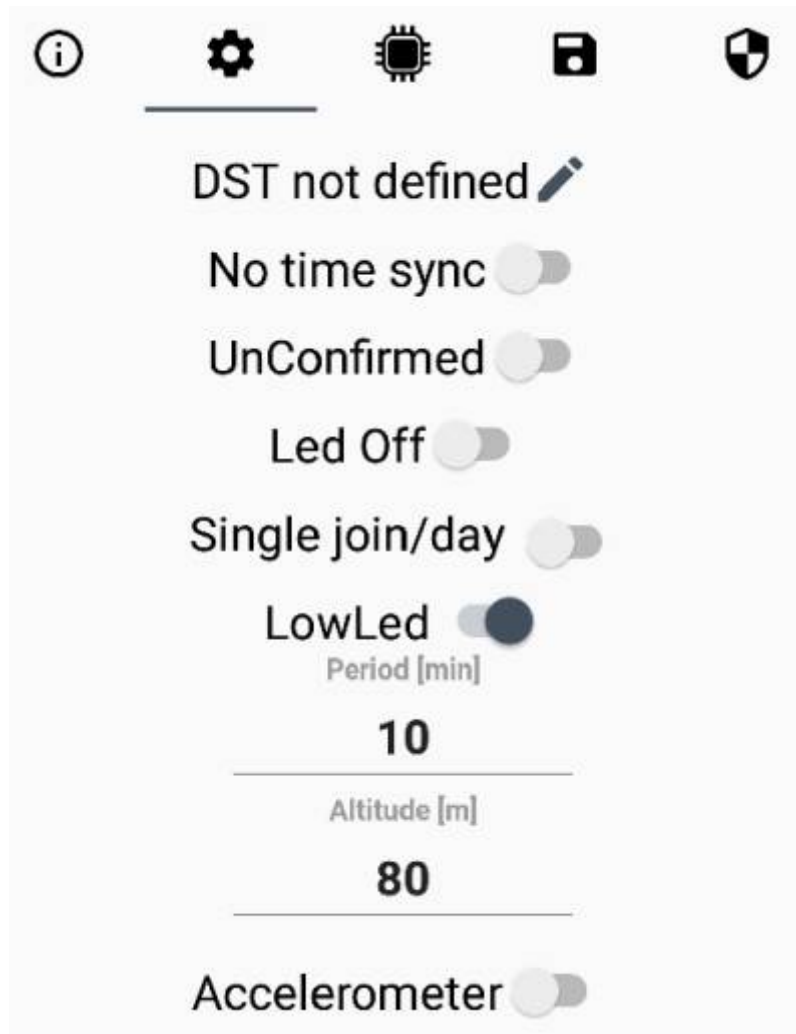 DST not defined
No time sync
UnConfirmed
Led Off
Single join/day
LowLed
Period [min]
10
Altitude [m]
80
Accelerometer